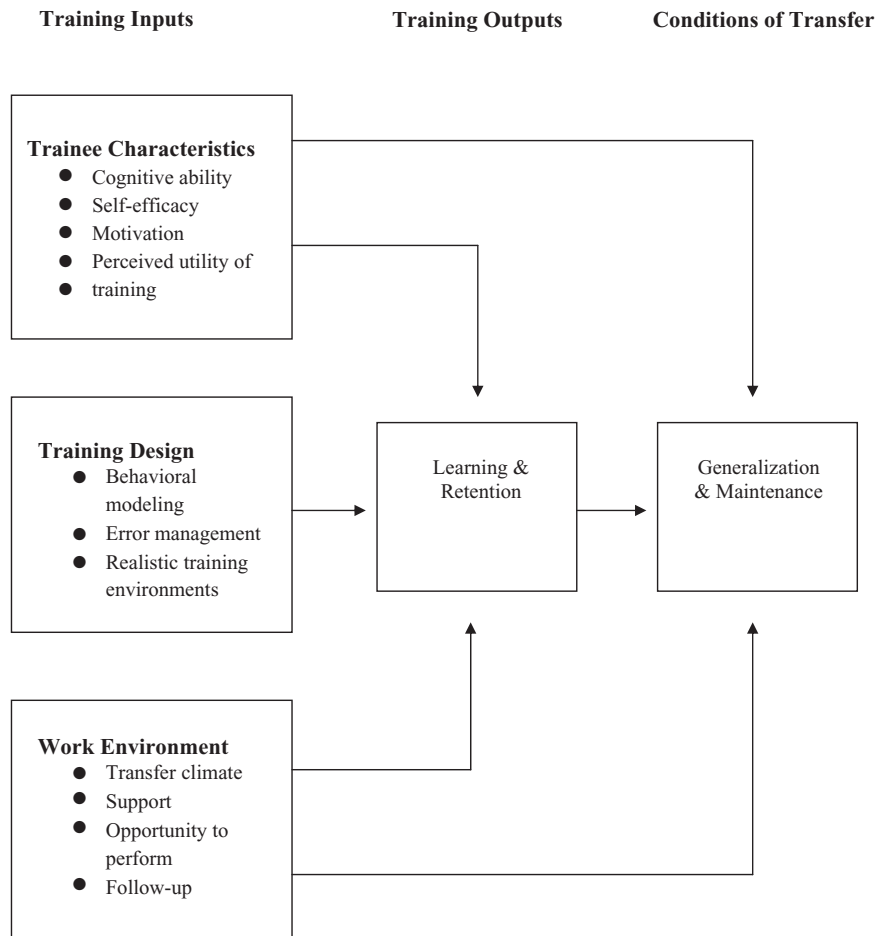 Training Inputs
Training Outputs
Conditions of Transfer
Trainee Characteristics
● Cognitive ability
● Self-efficacy
● Motivation
● Perceived utility of
● training
Training Design
● Behavioral
modeling
● Error management
● Realistic training
environments
Learning &
Retention
Generalization
& Maintenance
Work Environment
● Transfer climate
● Support
● Opportunity to
perform
● Follow-up